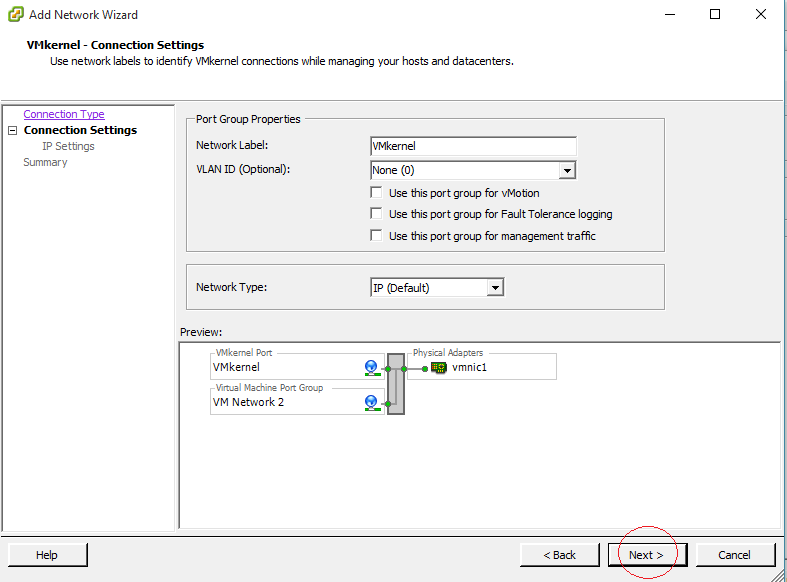 Add Network Wizard
VMkernel - Connection Settings
Use network labels to identify VMkernel connections while managing your hosts and datacenters.
Connection Type
Connection Settings
IP Settings
Summary
Port Group Properties
Network Label:
VMkernel
VLAN ID (Optional):
None (0)
Use this port group for vMotion
Use this port group for Fault Tolerance logging
Use this port group for management traffic
Network Type:
IP (Default)
Preview:
VMkernel Port
VMkernel
Physical Adapters
vmnic1
Virtual Machine Port Group
VM Network 2
Help
< Back
Next >
Cancel